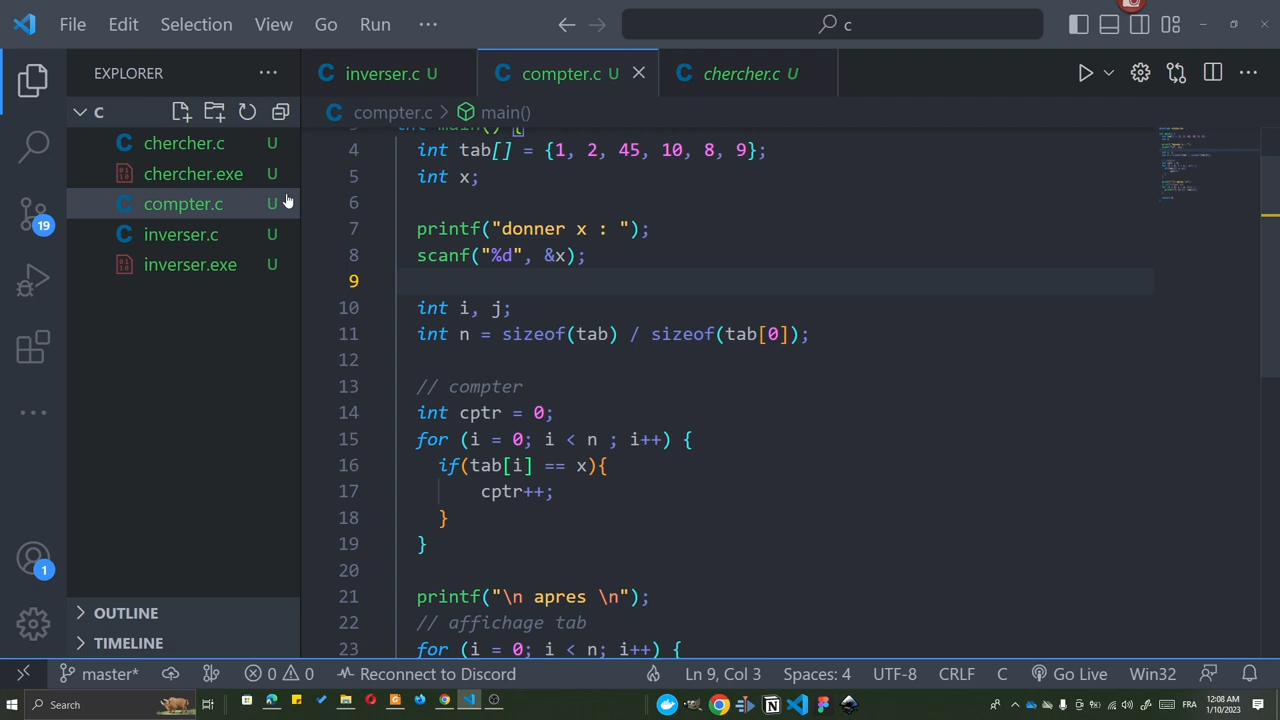 File Edit Selection View Go Run ··· c
EXPLORER ···
C
chercher.c U
chercher.exe U
compter.c U
inverser.c U
inverser.exe U
OUTLINE
TIMELINE
19
1
inverser.c U compter.c U chercher.c U
compter.c > main()
int main() {
4 int tab[] = {1, 2, 45, 10, 8, 9};
5 int x;
6
7 printf("donner x : ");
8 scanf("%d", &x);
9
10 int i, j;
11 int n = sizeof(tab) / sizeof(tab[0]);
12
13 // compter
14 int cptr = 0;
15 for (i = 0; i < n ; i++) {
16 if(tab[i] == x){
17 cptr++;
18 }
19 }
20
21 printf("\n apres \n");
22 // affichage tab
23 for (i = 0; i < n; i++) {
master* 0 0 Reconnect to Discord Ln 9, Col 3 Spaces: 4 UTF-8 CRLF C Go Live Win32
Search FRA 12:08 AM
1/10/2023